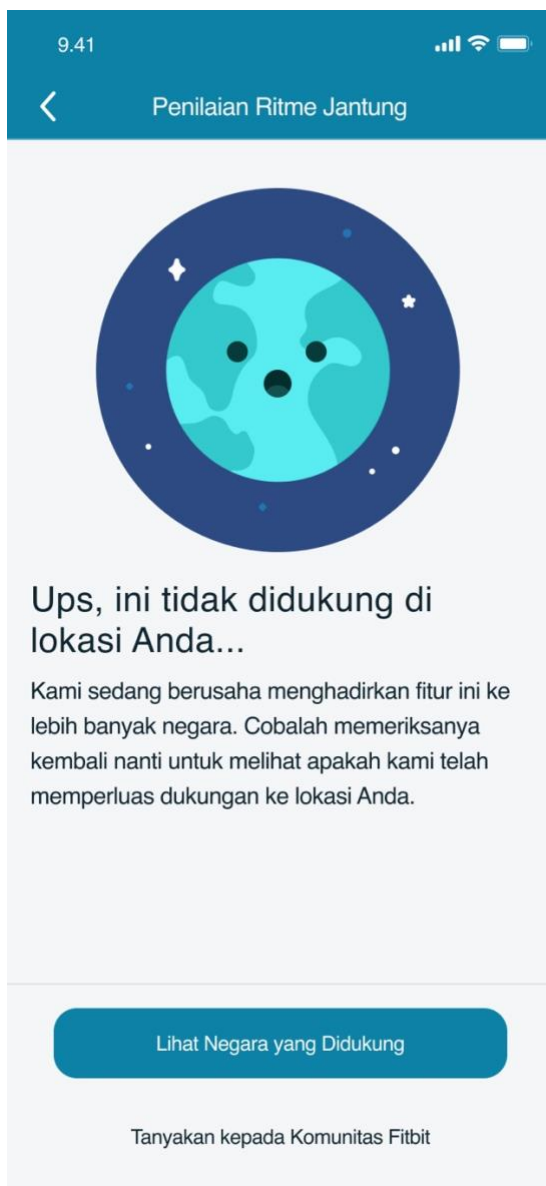 9.41
Penilaian Ritme Jantung
Ups, ini tidak didukung di
lokasi Anda...
Kami sedang berusaha menghadirkan fitur ini ke
lebih banyak negara. Cobalah memeriksanya
kembali nanti untuk melihat apakah kami telah
memperluas dukungan ke lokasi Anda.
Lihat Negara yang Didukung
Tanyakan kepada Komunitas Fitbit